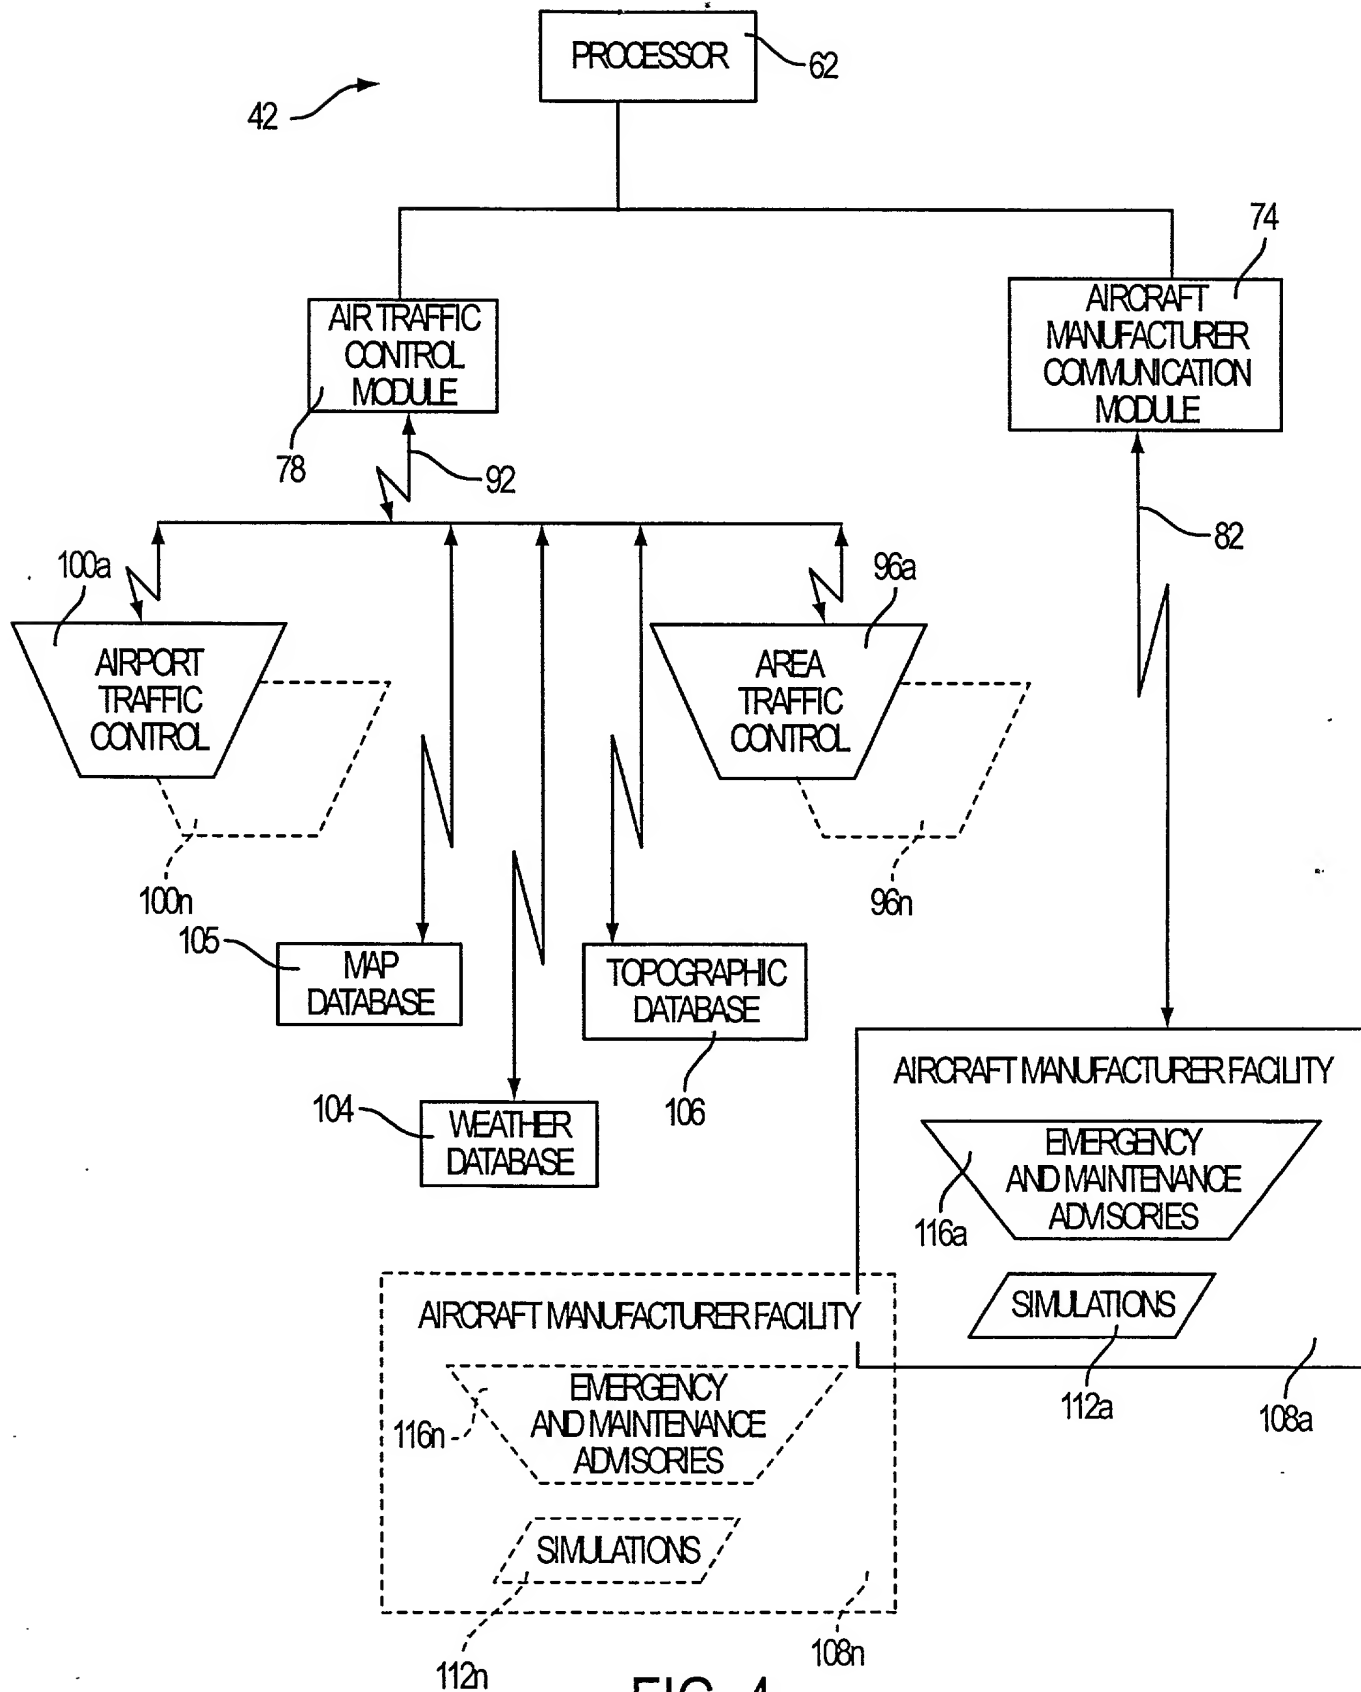 PROCESSOR
62
42
74
AIR TRAFFIC
CONTROL
MODULE
AIRCRAFT
MANUFACTURER
COMMUNICATION
MODULE
78
92
82
100a
96a
AIRPORT
TRAFFIC
CONTROL
AREA
TRAFFIC
CONTROL
100n
96n
105
MAP
DATABASE
TOPOGRAPHIC
DATABASE
106
104
WEATHER
DATABASE
AIRCRAFT MANUFACTURER FACILITY
EMERGENCY
AND MAINTENANCE
ADVISORIES
116a
SIMULATIONS
112a
108a
AIRCRAFT MANUFACTURER FACILITY
EMERGENCY
AND MAINTENANCE
ADVISORIES
116n
SIMULATIONS
112n
108n
FIG. 4